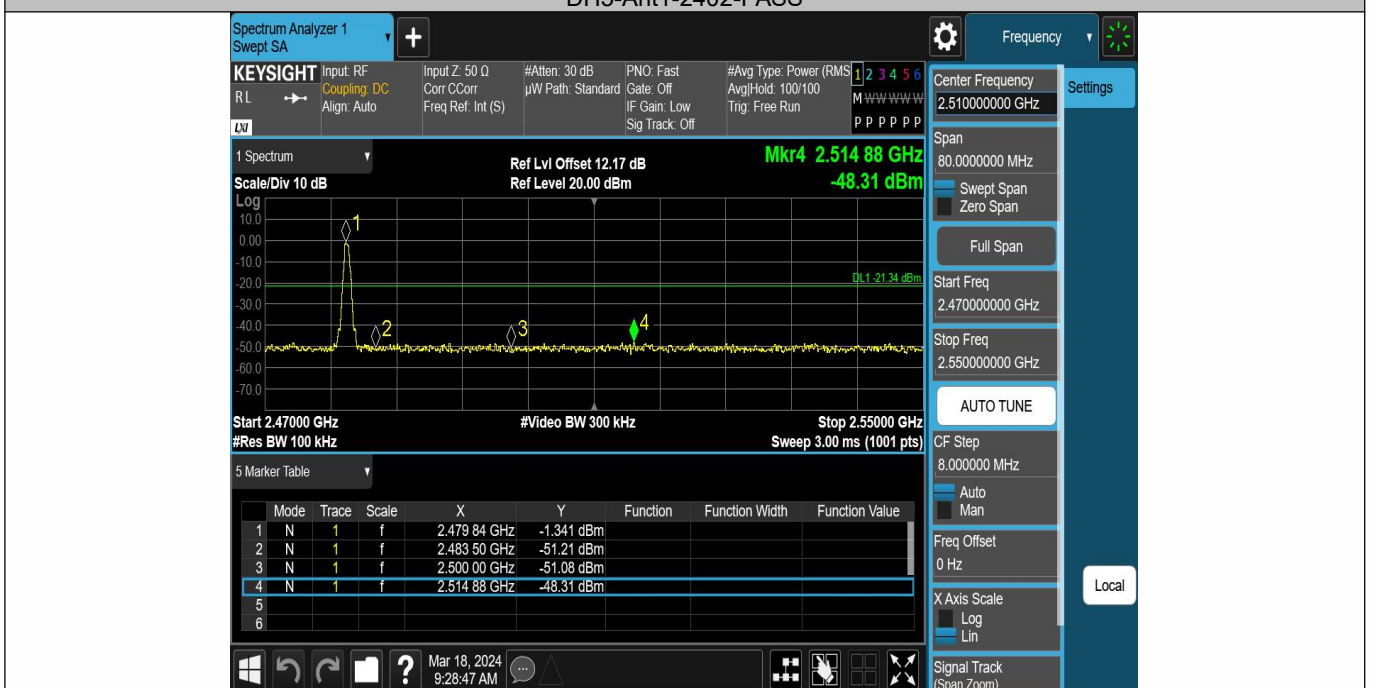 DH5-Ant1-2402-PASS
Spectrum Analyzer 1
Swept SA
+
Frequency
KEYSIGHT
RL
LXI
Input: RF
Coupling: DC
Align: Auto
Input Z: 50 Ω
Corr CCorr
Freq Ref: Int (S)
#Atten: 30 dB
µW Path: Standard
PNO: Fast
Gate: Off
IF Gain: Low
Sig Track: Off
#Avg Type: Power (RMS
Avg|Hold: 100/100
Trig: Free Run
1 2 3 4 5 6
M W W W W W
P P P P P P
1 Spectrum
Scale/Div 10 dB
Ref Lvl Offset 12.17 dB
Ref Level 20.00 dBm
Mkr4 2.514 88 GHz
-48.31 dBm
Log
10.0
0.00
-10.0
-20.0
-30.0
-40.0
-50.0
-60.0
-70.0
1
2
3
4
DL1 -21.34 dBm
Start 2.47000 GHz
#Video BW 300 kHz
Stop 2.55000 GHz
#Res BW 100 kHz
Sweep 3.00 ms (1001 pts)
5 Marker Table
Mode Trace Scale X Y Function Function Width Function Value
1 N 1 f 2.479 84 GHz -1.341 dBm
2 N 1 f 2.483 50 GHz -51.21 dBm
3 N 1 f 2.500 00 GHz -51.08 dBm
4 N 1 f 2.514 88 GHz -48.31 dBm
5
6
Mar 18, 2024
9:28:47 AM
?
Center Frequency
2.510000000 GHz
Settings
Span
80.0000000 MHz
Swept Span
Zero Span
Full Span
Start Freq
2.470000000 GHz
Stop Freq
2.550000000 GHz
AUTO TUNE
CF Step
8.000000 MHz
Auto
Man
Freq Offset
0 Hz
Local
X Axis Scale
Log
Lin
Signal Track
(Span Zoom)